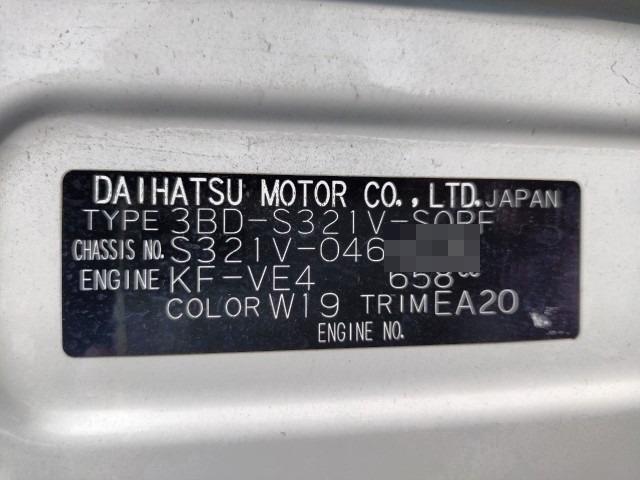 DAIHATSU MOTOR CO., LTD. JAPAN
TYPE 3BD-S321V-
CHASSIS NO. S321V-046
ENGINE KF-VE4 658cc
COLOR W19 TRIM EA20
ENGINE NO.